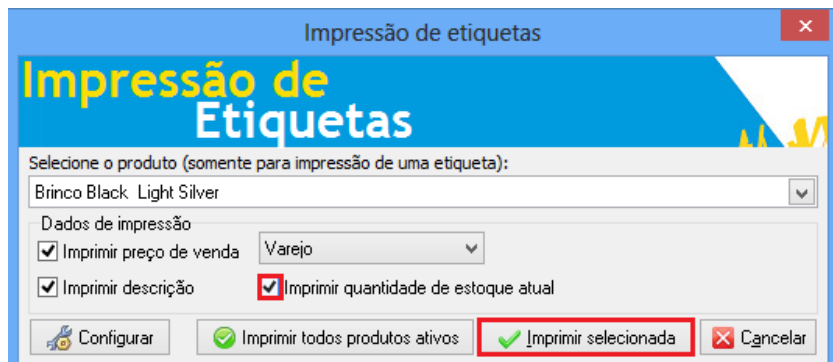 Impressão de etiquetas
Impressão de
Etiquetas
Selecione o produto (somente para impressão de uma etiqueta):
Brinco Black  Light Silver
Dados de impressão
Imprimir preço de venda Varejo
Imprimir descrição Imprimir quantidade de estoque atual
Configurar Imprimir todos produtos ativos Imprimir selecionada Cancelar